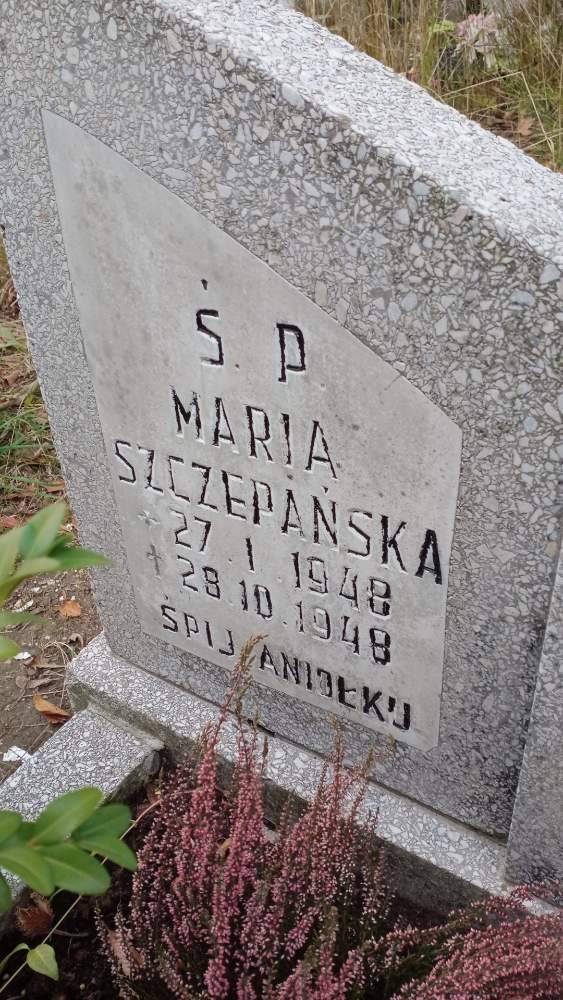 Ś. P.
MARIA
SZCZEPAŃSKA
* 27. 1. 1948
✝ 28. 10. 1948
ŚPIJ ANIOŁKU